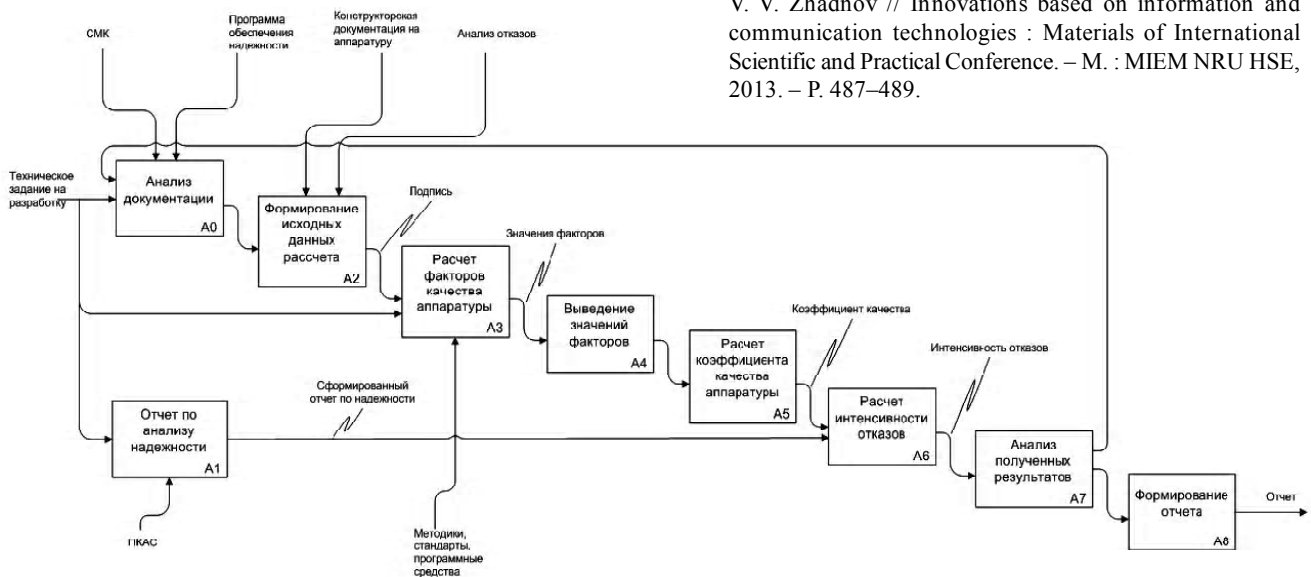 V. V. Zhadnov // Innovations based on information and
communication technologies : Materials of International
Scientific and Practical Conference. – M. : MIEM NRU HSE,
2013. – P. 487–489.
СМК
Программа
обеспечения
надежности
Конструкторская
документация на
аппаратуру
Анализ отказов
Техническое
задание на
разработку
Анализ
документации
A0
Формирование
исходных
данных
рассчета
A2
Подпись
Расчет
факторов
качества
аппаратуры
A3
Значения факторов
Выведение
значений
факторов
A4
Расчет
коэффициента
качества
аппаратуры
A5
Коэффициент качества
Интенсивность отказов
Сформированный
отчет по надежности
Отчет по
анализу
надежности
A1
Расчет
интенсивности
отказов
A6
Анализ
полученных
результатов
A7
Формирование
отчета
A8
Отчет
ПКАС
Методики,
стандарты,
программные
средства